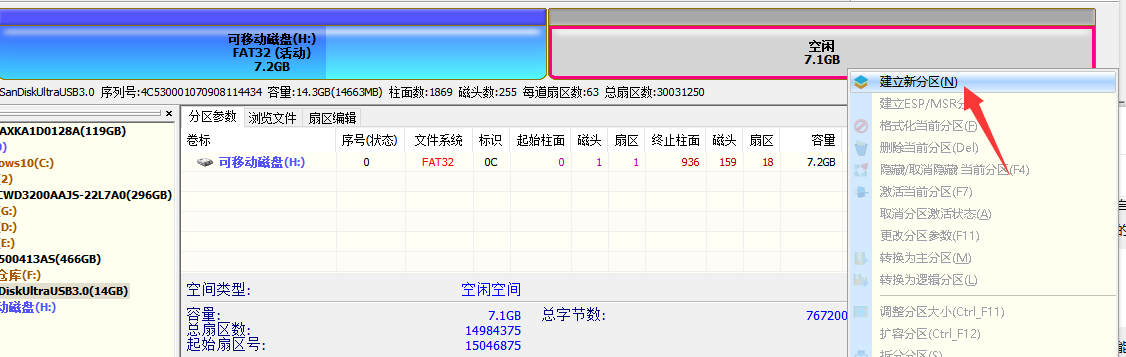 可移动磁盘(H:)
FAT32 (活动)
7.2GB
空闲
7.1GB
SanDiskUltraUSB3.0 序列号:4C530001070908114434 容量:14.3GB(14663MB) 柱面数:1869 磁头数:255 每道扇区数:63 总扇区数:30031250
AXKA1D0128A(119GB)
)
ows10(C:)
(2)
CWD3200AAJS-22L7A0(296GB)
(G:)
(D:)
(E:)
500413AS(466GB)
仓库(F:)
DiskUltraUSB3.0(14GB)
动磁盘(H:)
分区参数 浏览文件 扇区编辑
卷标 序号(状态) 文件系统 标识 起始柱面 磁头 扇区 终止柱面 磁头 扇区 容量
可移动磁盘(H:) 0 FAT32 0C 0 1 1 936 159 18 7.2GB
空间类型: 空闲空间
容量: 7.1GB 总字节数: 767200
总扇区数: 14984375
起始扇区号: 15046875
建立新分区(N)
建立ESP/MSR分
格式化当前分区(F)
删除当前分区(Del)
隐藏/取消隐藏 当前分区(F4)
激活当前分区(F7)
取消分区激活状态(A)
更改分区参数(F11)
转换为主分区(M)
转换为逻辑分区(L)
调整分区大小(Ctrl_F11)
扩容分区(Ctrl_F12)
拆分分区(S)
的
能